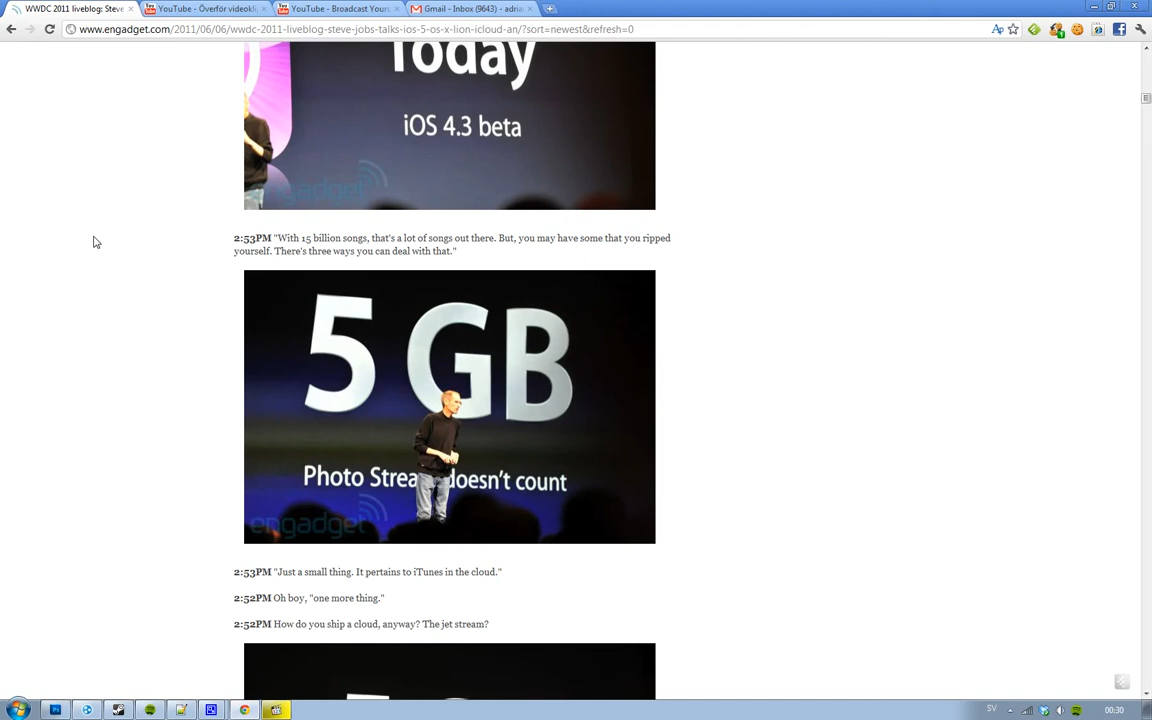 WWDC 2011 liveblog: Steve
YouTube - Överför videokli
YouTube - Broadcast Yours
Gmail - Inbox (9643) - adria
www.engadget.com/2011/06/06/wwdc-2011-liveblog-steve-jobs-talks-ios-5-os-x-lion-icloud-an/?sort=newest&refresh=0
Today
iOS 4.3 beta
engadget
2:53PM "With 15 billion songs, that's a lot of songs out there. But, you may have some that you ripped
yourself. There's three ways you can deal with that."
5 GB
Photo Strea doesn't count
engadget
2:53PM "Just a small thing. It pertains to iTunes in the cloud."
2:52PM Oh boy, "one more thing."
2:52PM How do you ship a cloud, anyway? The jet stream?
SV
00:30